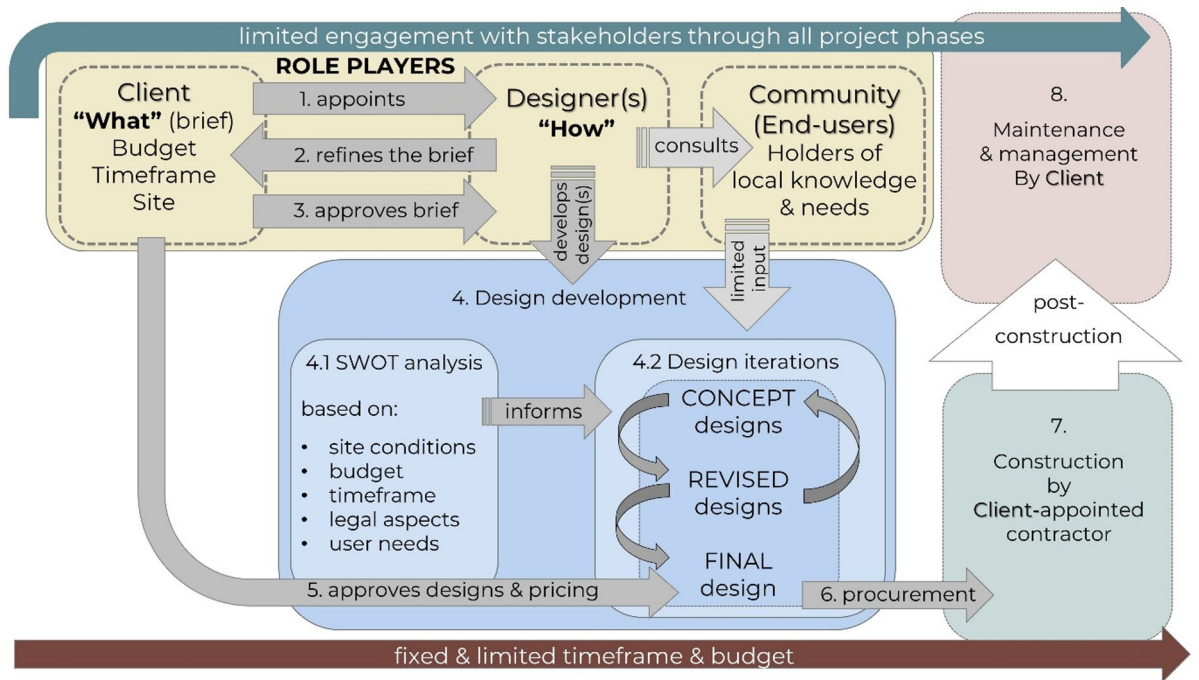 limited engagement with stakeholders through all project phases
ROLE PLAYERS
Client
“What” (brief)
Budget
Timeframe
Site
1. appoints
2. refines the brief
3. approves brief
Designer(s)
“How”
consults
Community
(End-users)
Holders of
local knowledge
& needs
develops
design(s)
limited
input
4. Design development
4.1 SWOT analysis
based on:
• site conditions
• budget
• timeframe
• legal aspects
• user needs
informs
4.2 Design iterations
CONCEPT
designs
REVISED
designs
FINAL
design
5. approves designs & pricing
6. procurement
7.
Construction
by
Client-appointed
contractor
post-
construction
8.
Maintenance
& management
By Client
fixed & limited timeframe & budget